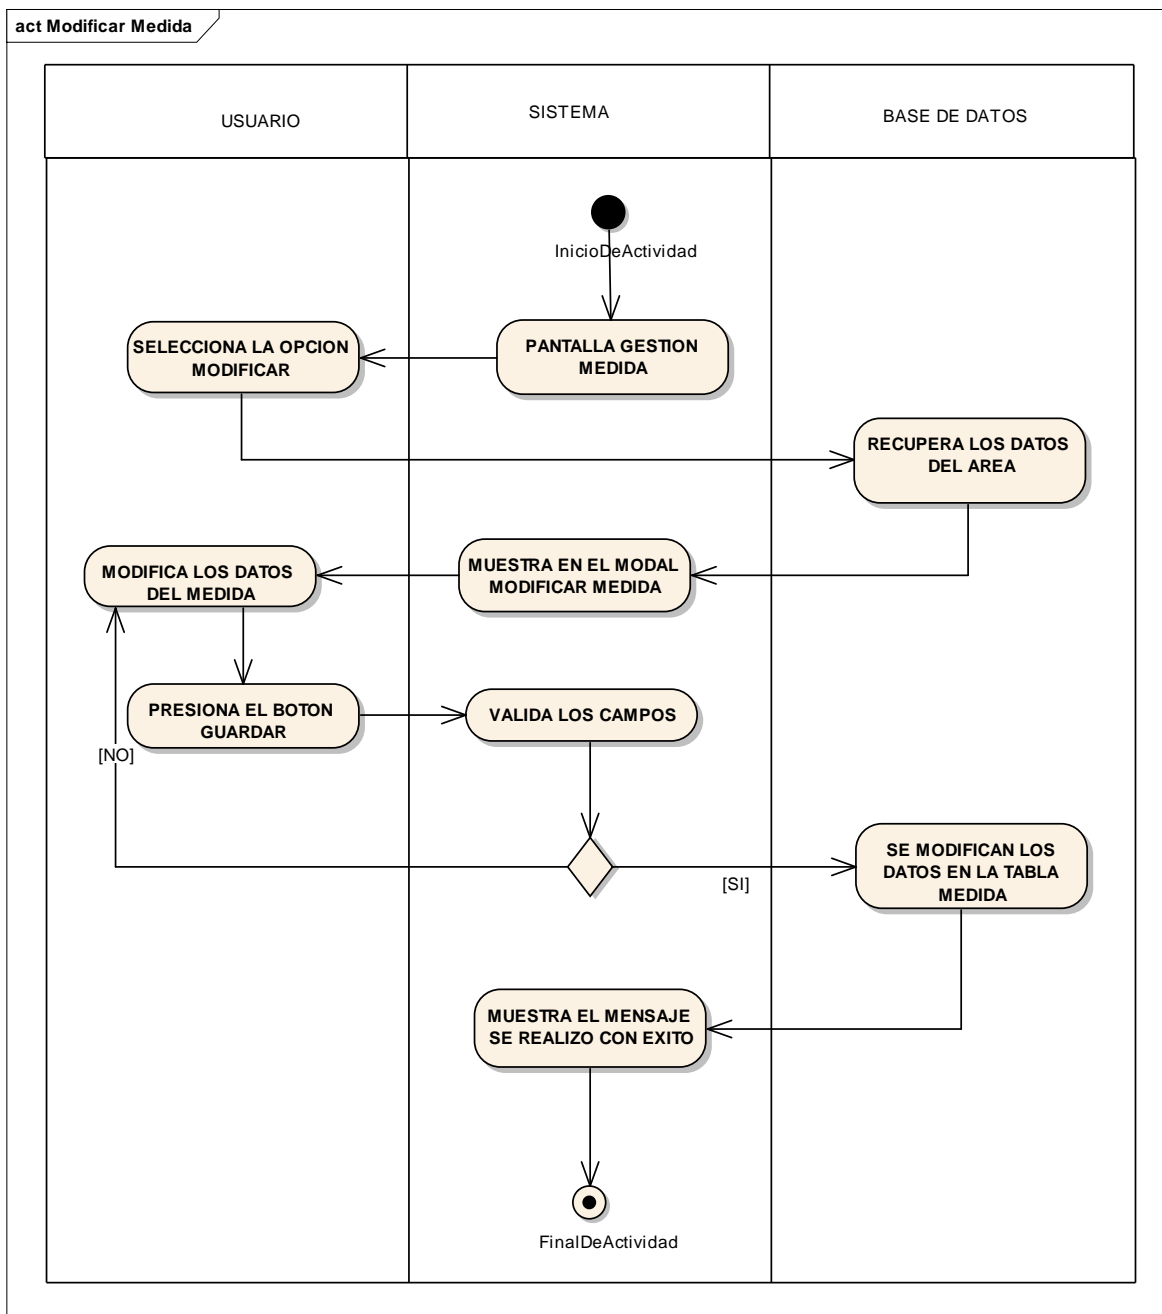 act Modificar Medida
USUARIO
SISTEMA
BASE DE DATOS
InicioDeActividad
PANTALLA GESTION
MEDIDA
SELECCIONA LA OPCION
MODIFICAR
RECUPERA LOS DATOS
DEL AREA
MUESTRA EN EL MODAL
MODIFICAR MEDIDA
MODIFICA LOS DATOS
DEL MEDIDA
PRESIONA EL BOTON
GUARDAR
VALIDA LOS CAMPOS
[NO]
[SI]
SE MODIFICAN LOS
DATOS EN LA TABLA
MEDIDA
MUESTRA EL MENSAJE
SE REALIZO CON EXITO
FinalDeActividad